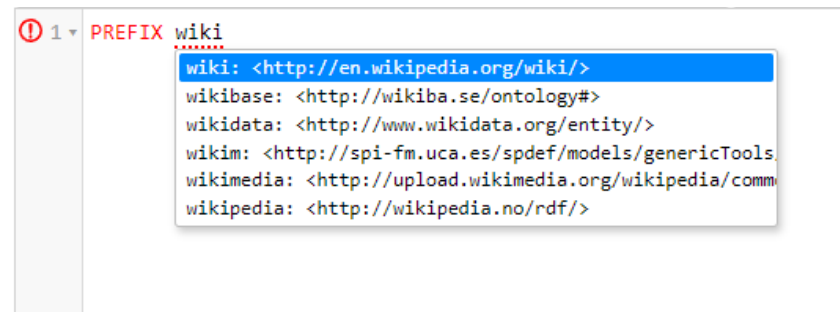 1 PREFIX wiki
wiki: <http://en.wikipedia.org/wiki/>
wikibase: <http://wikiba.se/ontology#>
wikidata: <http://www.wikidata.org/entity/>
wikim: <http://spi-fm.uca.es/spdef/models/genericTools/
wikimedia: <http://upload.wikimedia.org/wikipedia/comm
wikipedia: <http://wikipedia.no/rdf/>